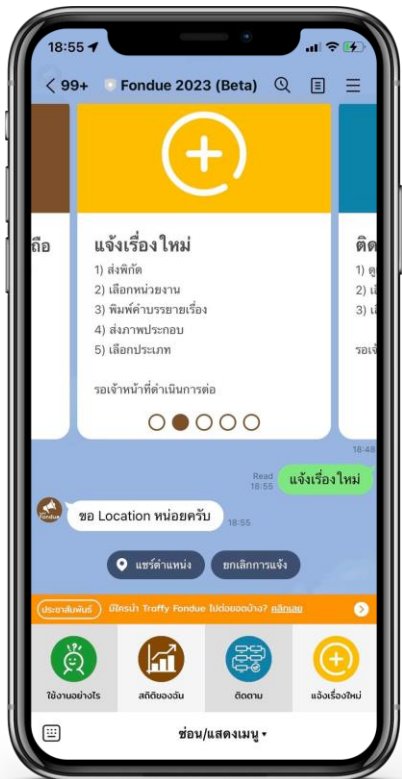 18:55
99+ Fondue 2023 (Beta)
ถือ
แจ้งเรื่องใหม่
1) ส่งพิกัด
2) เลือกหน่วยงาน
3) พิมพ์คำบรรยายเรื่อง
4) ส่งภาพประกอบ
5) เลือกประเภท
รอเจ้าหน้าที่ดำเนินการต่อ
ติด
1) ดู
2)
3)
รอเจ้
18:48
Read
18:55
แจ้งเรื่องใหม่
Fondue
ขอ Location หน่อยครับ
18:55
แชร์ตำแหน่ง
ยกเลิกการแจ้ง
ประชาสัมพันธ์
มีใครนำ Traffy Fondue ไปต่อยอดบ้าง? คลิกเลย
ใช้งานอย่างไร
สถิติของฉัน
ติดตาม
แจ้งเรื่องใหม่
ซ่อน/แสดงเมนู